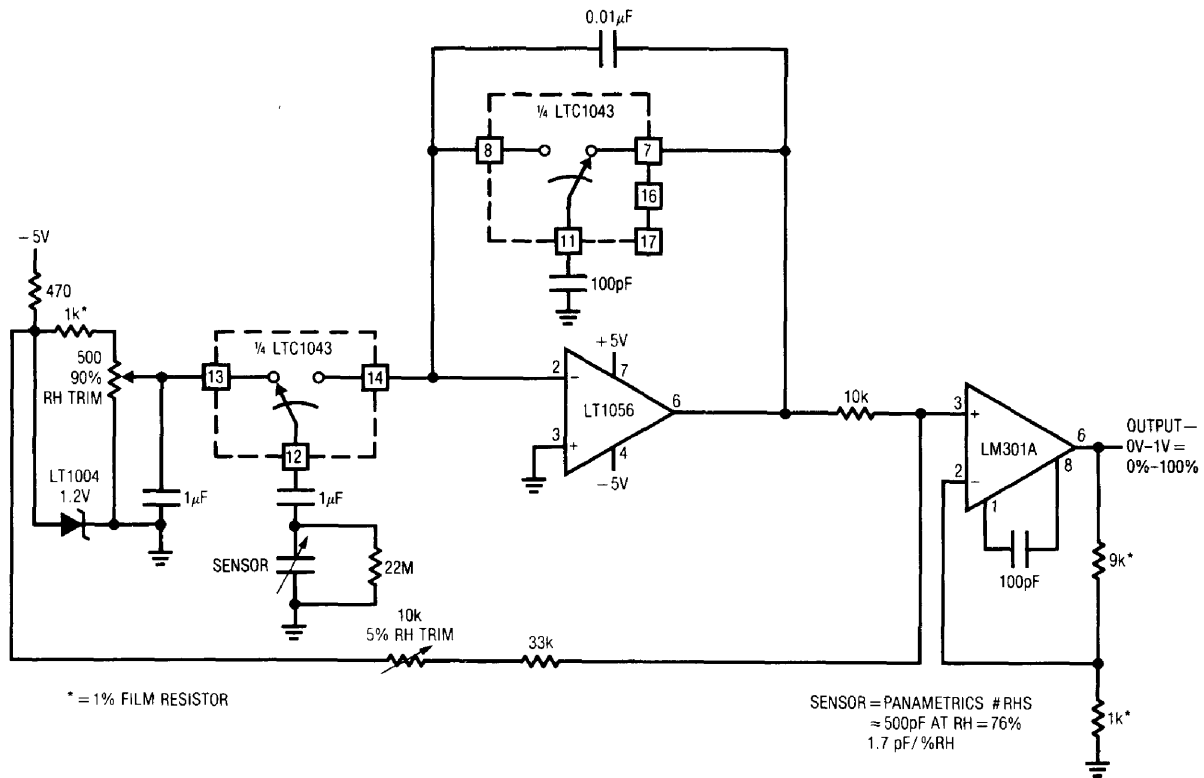 0.01µF
¼ LTC1043
8
7
16
11
17
100pF
−5V
470
1k*
500
90%
RH TRIM
¼ LTC1043
13
14
12
LT1004
1.2V
1µF
1µF
SENSOR
22M
+5V
7
2
−
LT1056
6
3
+
4
−5V
10k
3
+
LM301A
6
2
−
8
1
100pF
OUTPUT—
0V-1V =
0%-100%
9k*
10k
5% RH TRIM
33k
1k*
* = 1% FILM RESISTOR
SENSOR = PANAMETRICS #RHS
≈ 500pF AT RH = 76%
1.7 pF/%RH